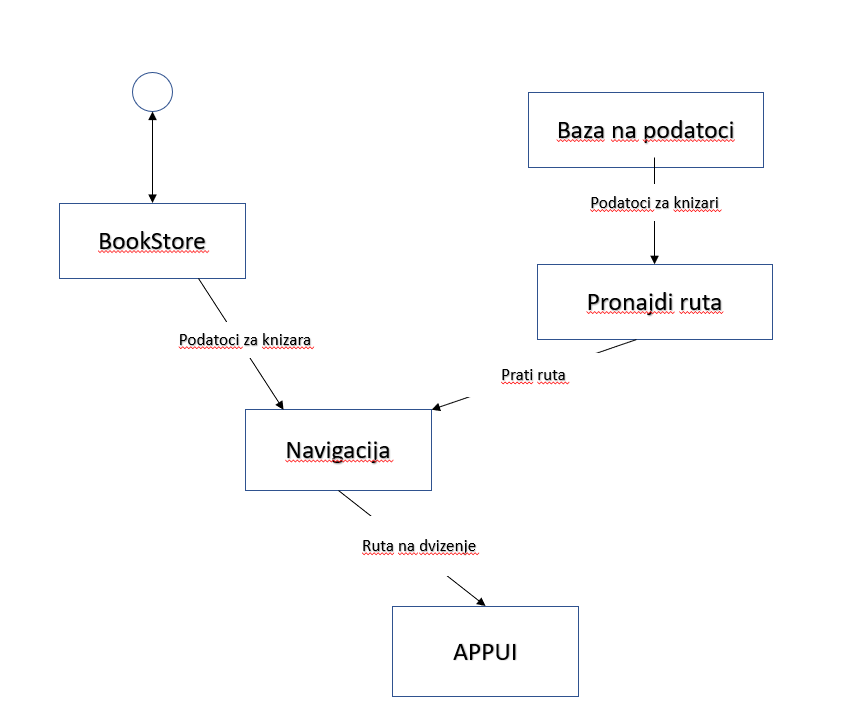 Baza na podatoci
Podatoci za knizari
BookStore
Pronajdi ruta
Podatoci za knizara
Prati ruta
Navigacija
Ruta na dvizenje
APPUI